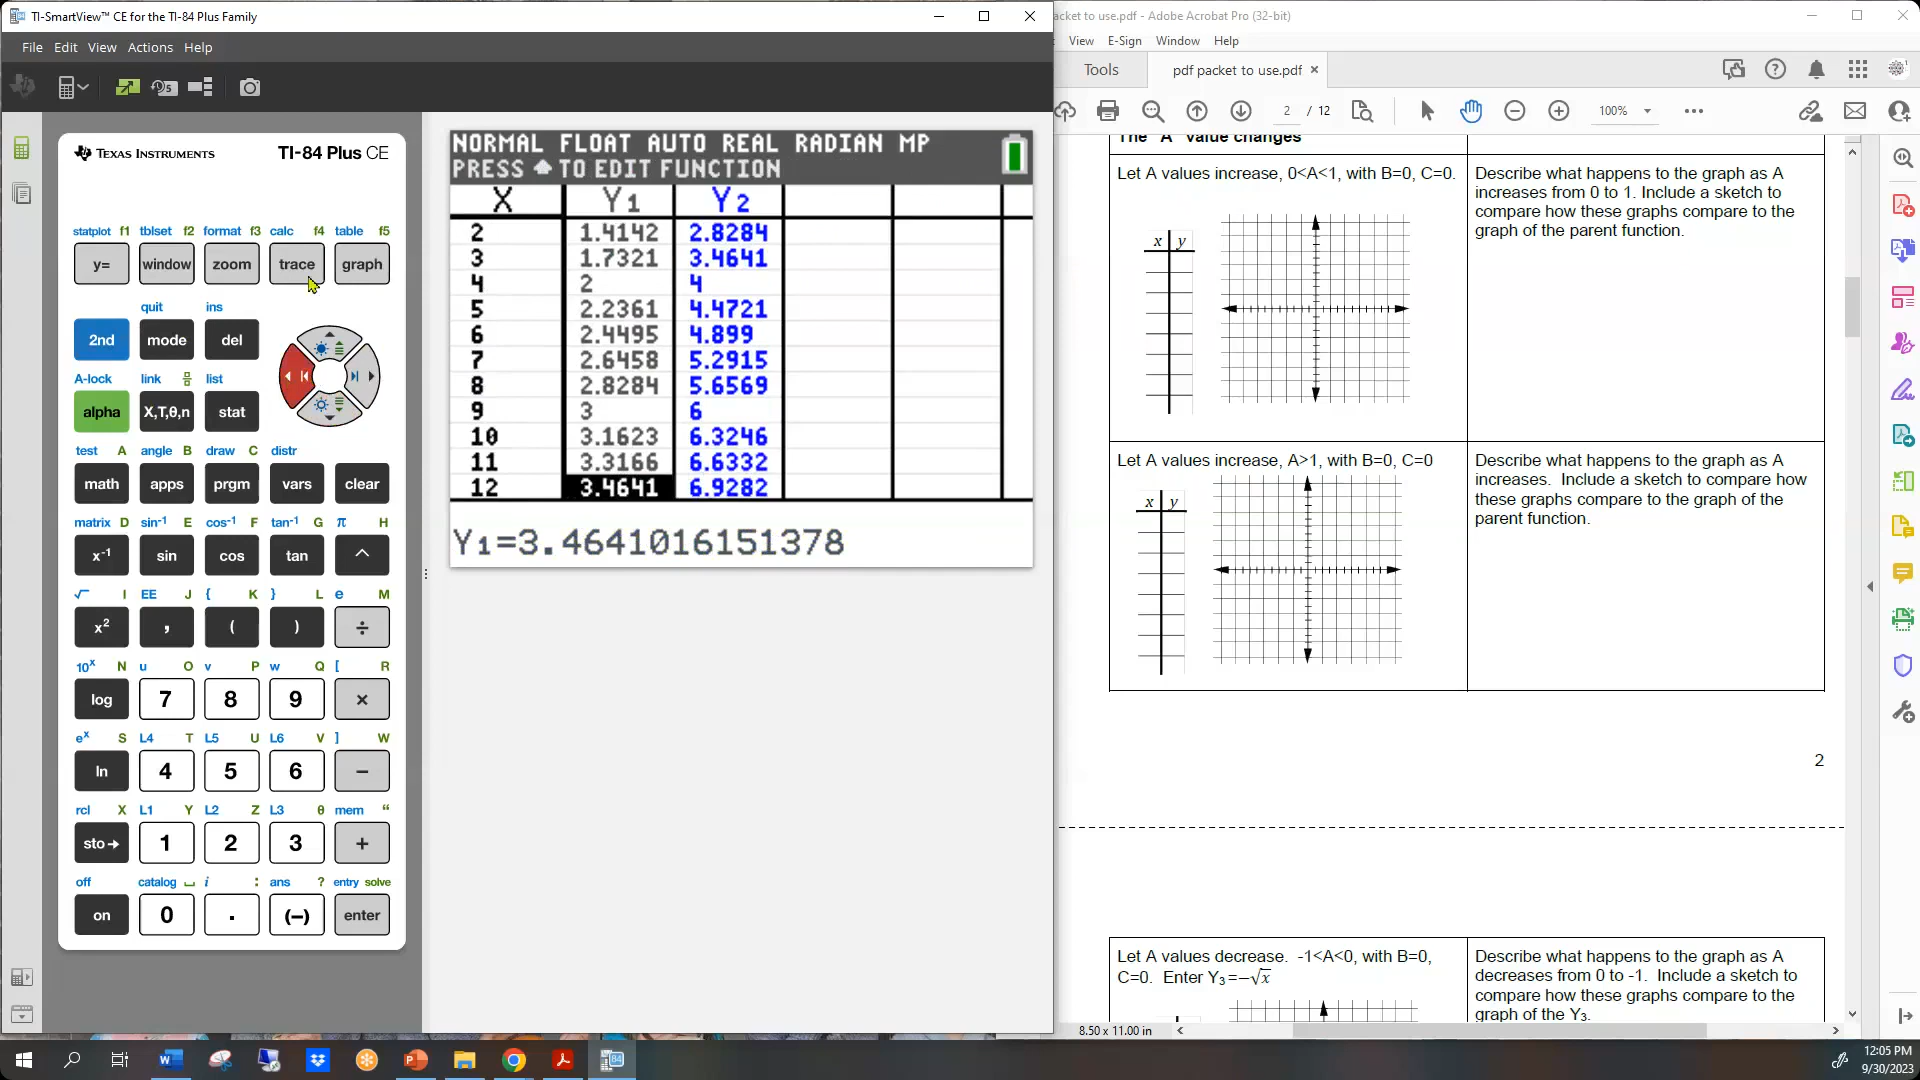 TI-SmartView™ CE for the TI-84 Plus Family
File Edit View Actions Help
TEXAS INSTRUMENTS TI-84 Plus CE
statplot f1 tblset f2 format f3 calc f4 table f5
y= window zoom trace graph
quit ins
2nd mode del
A-lock link list
alpha X,T,θ,n stat
test A angle B draw C distr
math apps prgm vars clear
matrix D sin⁻¹ E cos⁻¹ F tan⁻¹ G π H
x⁻¹ sin cos tan ^
√ I EE J { K } L e M
x² , ( ) ÷
10ˣ N u O v P w Q [ R
log 7 8 9 ×
eˣ S L4 T L5 U L6 V ] W
ln 4 5 6 −
rcl X L1 Y L2 Z L3 θ mem “
sto→ 1 2 3 +
off catalog ⎵ i : ans ? entry solve
on 0 . (–) enter
NORMAL FLOAT AUTO REAL RADIAN MP
PRESS TO EDIT FUNCTION
X Y1 Y2
2 1.4142 2.8284
3 1.7321 3.4641
4 2 4
5 2.2361 4.4721
6 2.4495 4.899
7 2.6458 5.2915
8 2.8284 5.6569
9 3 6
10 3.1623 6.3246
11 3.3166 6.6332
12 3.4641 6.9282
Y1=3.4641016151378
acket to use.pdf - Adobe Acrobat Pro (32-bit)
View E-Sign Window Help
Tools pdf packet to use.pdf ×
2 / 12 100%
The "A" value changes
Let A values increase, 0<A<1, with B=0, C=0.
x y
Describe what happens to the graph as A
increases from 0 to 1. Include a sketch to
compare how these graphs compare to the
graph of the parent function.
Let A values increase, A>1, with B=0, C=0
x y
Describe what happens to the graph as A
increases. Include a sketch to compare how
these graphs compare to the graph of the
parent function.
2
Let A values decrease. -1<A<0, with B=0,
C=0. Enter Y₃=−√x
Describe what happens to the graph as A
decreases from 0 to -1. Include a sketch to
compare how these graphs compare to the
graph of the Y₃.
8.50 x 11.00 in
12:05 PM
9/30/2023